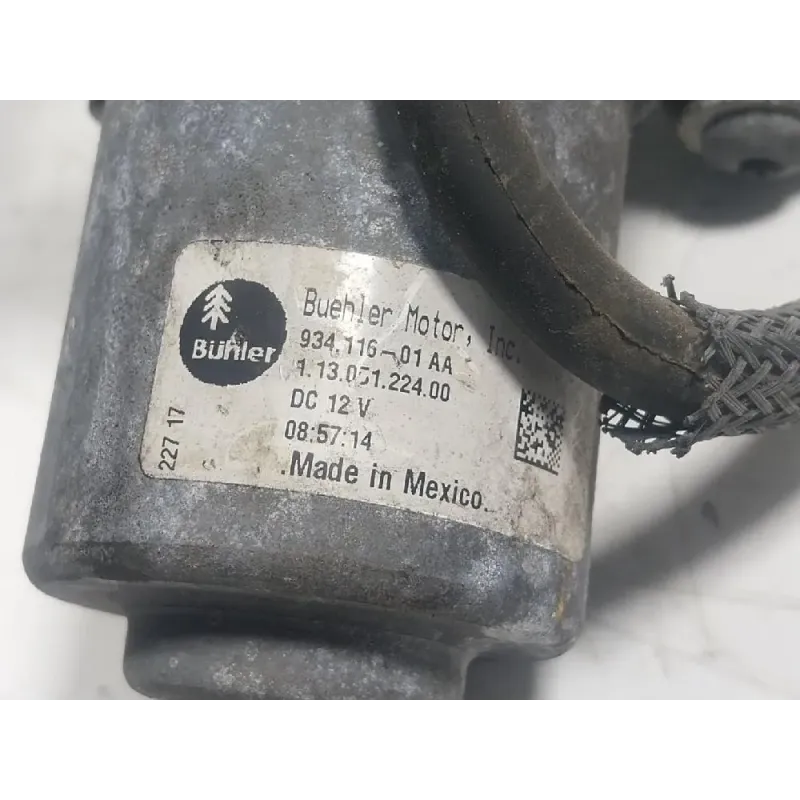 Bühler
Buehler Motor, Inc.
934.116-01 AA
1.13.051.224.00
DC 12 V
08:57:14
Made in Mexico.
227 17